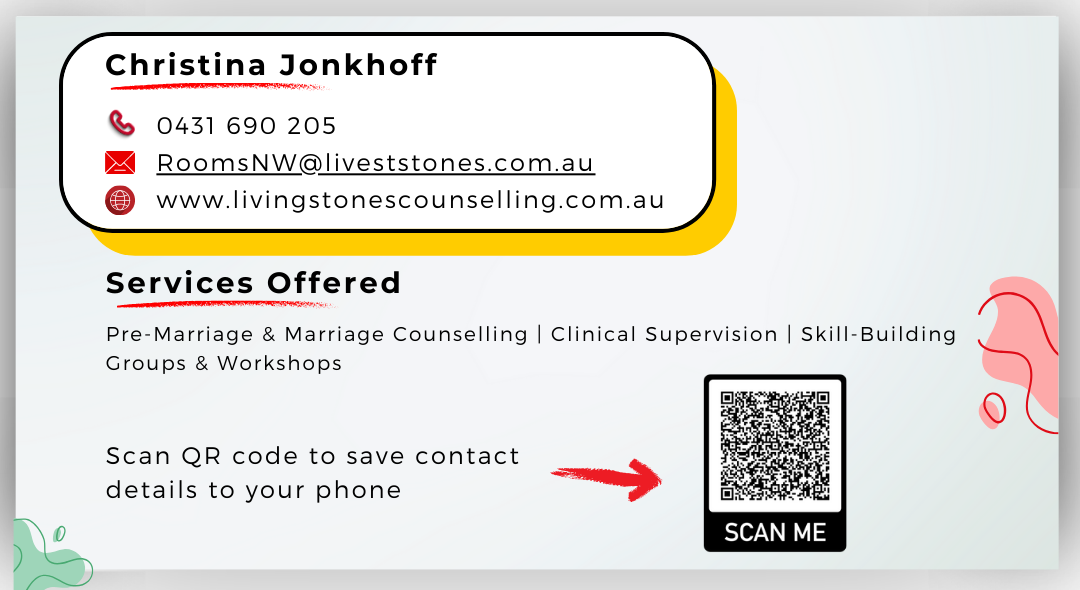 Christina Jonkhoff
0431 690 205
RoomsNW@liveststones.com.au
www.livingstonescounselling.com.au
Services Offered
Pre-Marriage & Marriage Counselling | Clinical Supervision | Skill-Building
Groups & Workshops
Scan QR code to save contact
details to your phone
SCAN ME